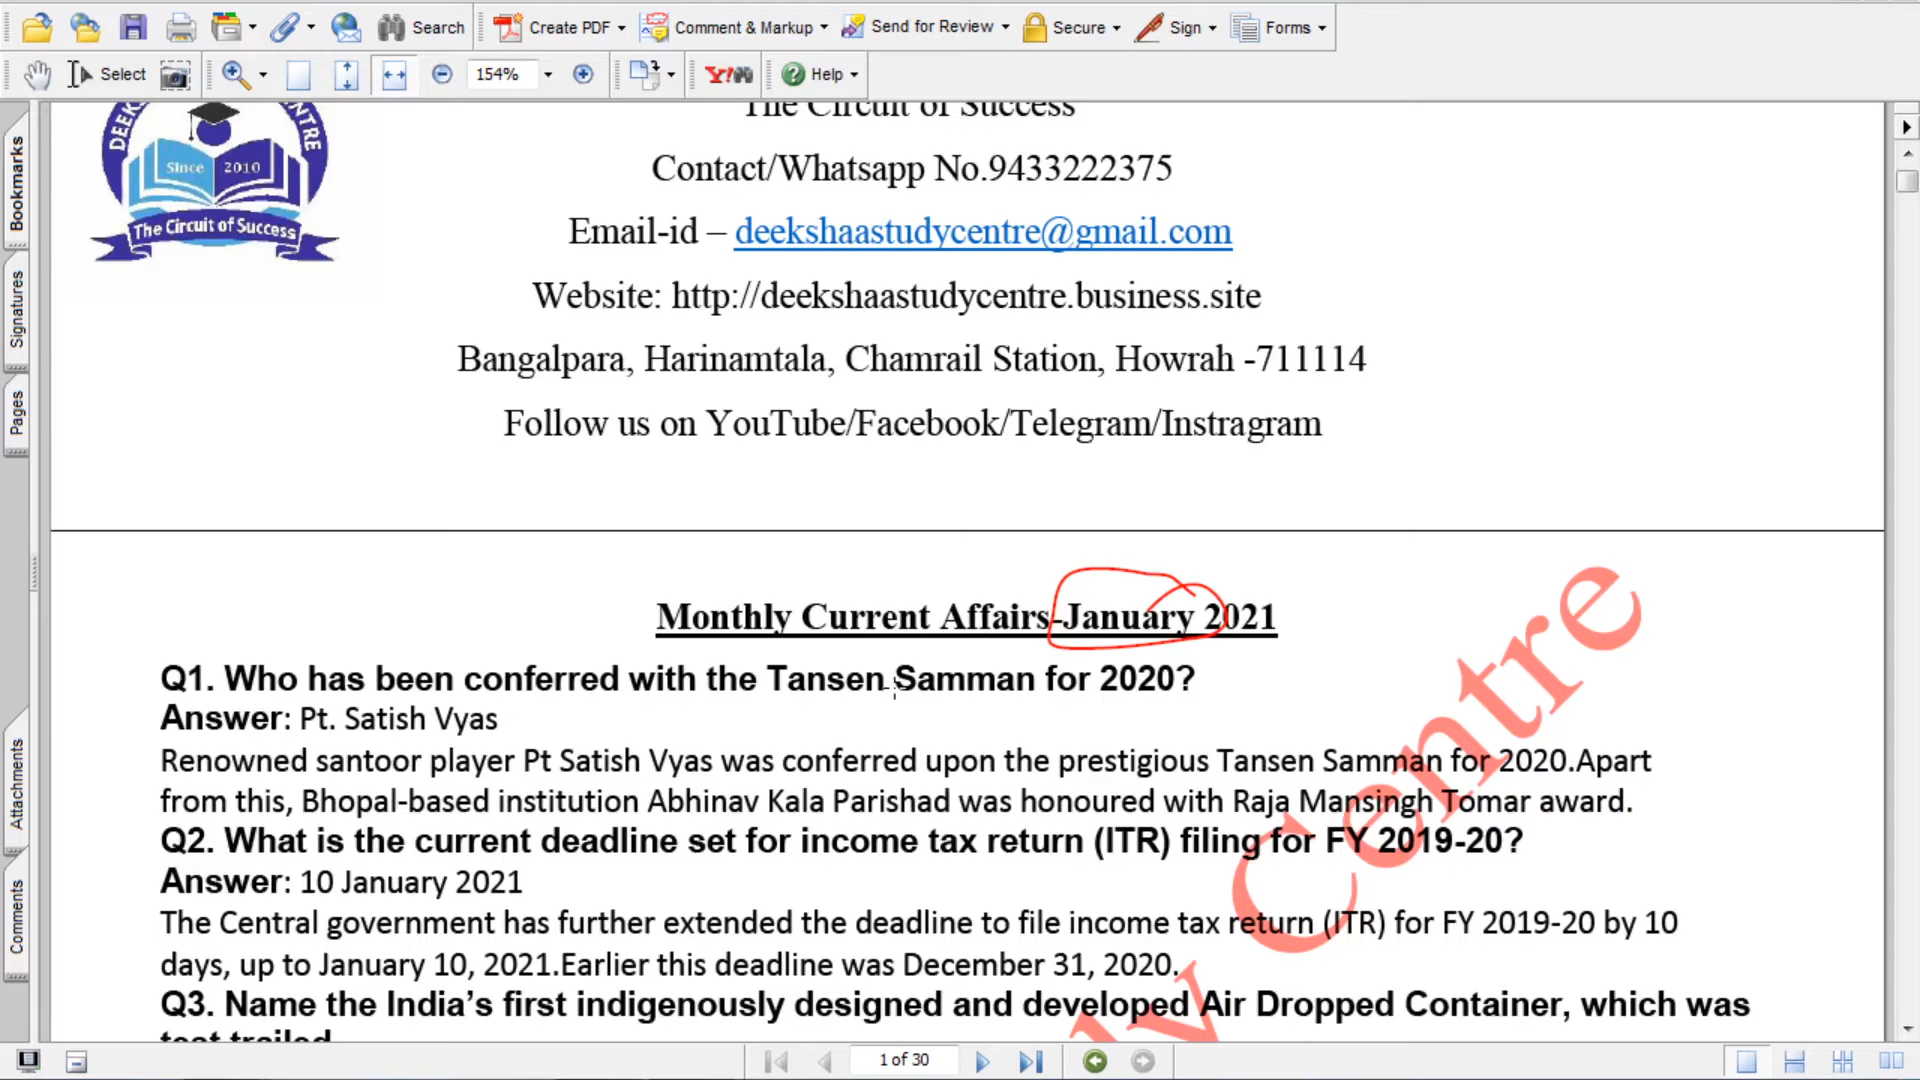 Search
Create PDF
Comment & Markup
Send for Review
Secure
Sign
Forms
Select
154%
Y!
Help
Bookmarks
Signatures
Pages
Attachments
Comments
DEEK
NTRE
Since 2010
The Circuit of Success
The Circuit of Success
Contact/Whatsapp No.9433222375
Email-id – deekshaastudycentre@gmail.com
Website: http://deekshaastudycentre.business.site
Bangalpara, Harinamtala, Chamrail Station, Howrah -711114
Follow us on YouTube/Facebook/Telegram/Instragram
Monthly Current Affairs-January 2021
Q1. Who has been conferred with the Tansen Samman for 2020?
Answer: Pt. Satish Vyas
Renowned santoor player Pt Satish Vyas was conferred upon the prestigious Tansen Samman for 2020.Apart
from this, Bhopal-based institution Abhinav Kala Parishad was honoured with Raja Mansingh Tomar award.
Q2. What is the current deadline set for income tax return (ITR) filing for FY 2019-20?
Answer: 10 January 2021
The Central government has further extended the deadline to file income tax return (ITR) for FY 2019-20 by 10
days, up to January 10, 2021.Earlier this deadline was December 31, 2020.
Q3. Name the India's first indigenously designed and developed Air Dropped Container, which was
test trailed
dy Centre
1 of 30